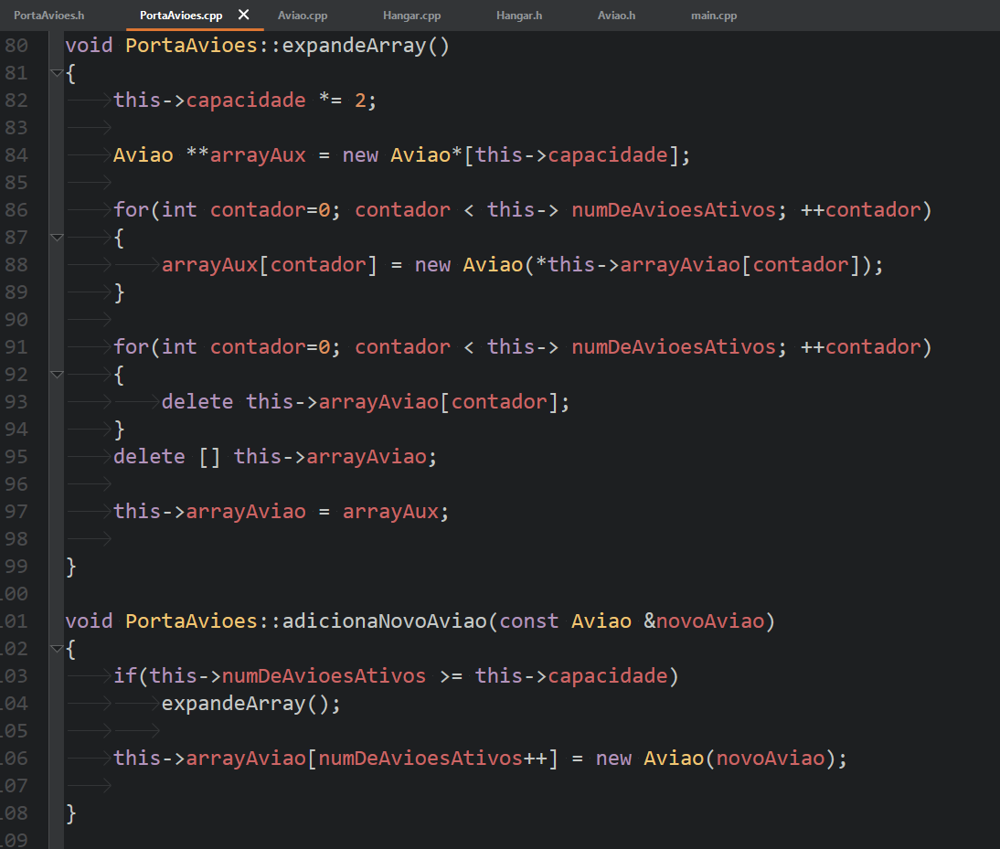 PortaAvioes.h PortaAvioes.cpp × Aviao.cpp Hangar.cpp Hangar.h Aviao.h main.cpp
80 void PortaAvioes::expandeArray()
81 {
82 this->capacidade *= 2;
83
84 Aviao **arrayAux = new Aviao*[this->capacidade];
85
86 for(int contador=0; contador < this-> numDeAvioesAtivos; ++contador)
87 {
88 arrayAux[contador] = new Aviao(*this->arrayAviao[contador]);
89 }
90
91 for(int contador=0; contador < this-> numDeAvioesAtivos; ++contador)
92 {
93 delete this->arrayAviao[contador];
94 }
95 delete [] this->arrayAviao;
96
97 this->arrayAviao = arrayAux;
98
99 }
100
101 void PortaAvioes::adicionaNovoAviao(const Aviao &novoAviao)
102 {
103 if(this->numDeAvioesAtivos >= this->capacidade)
104 expandeArray();
105
106 this->arrayAviao[numDeAvioesAtivos++] = new Aviao(novoAviao);
107
108 }
109